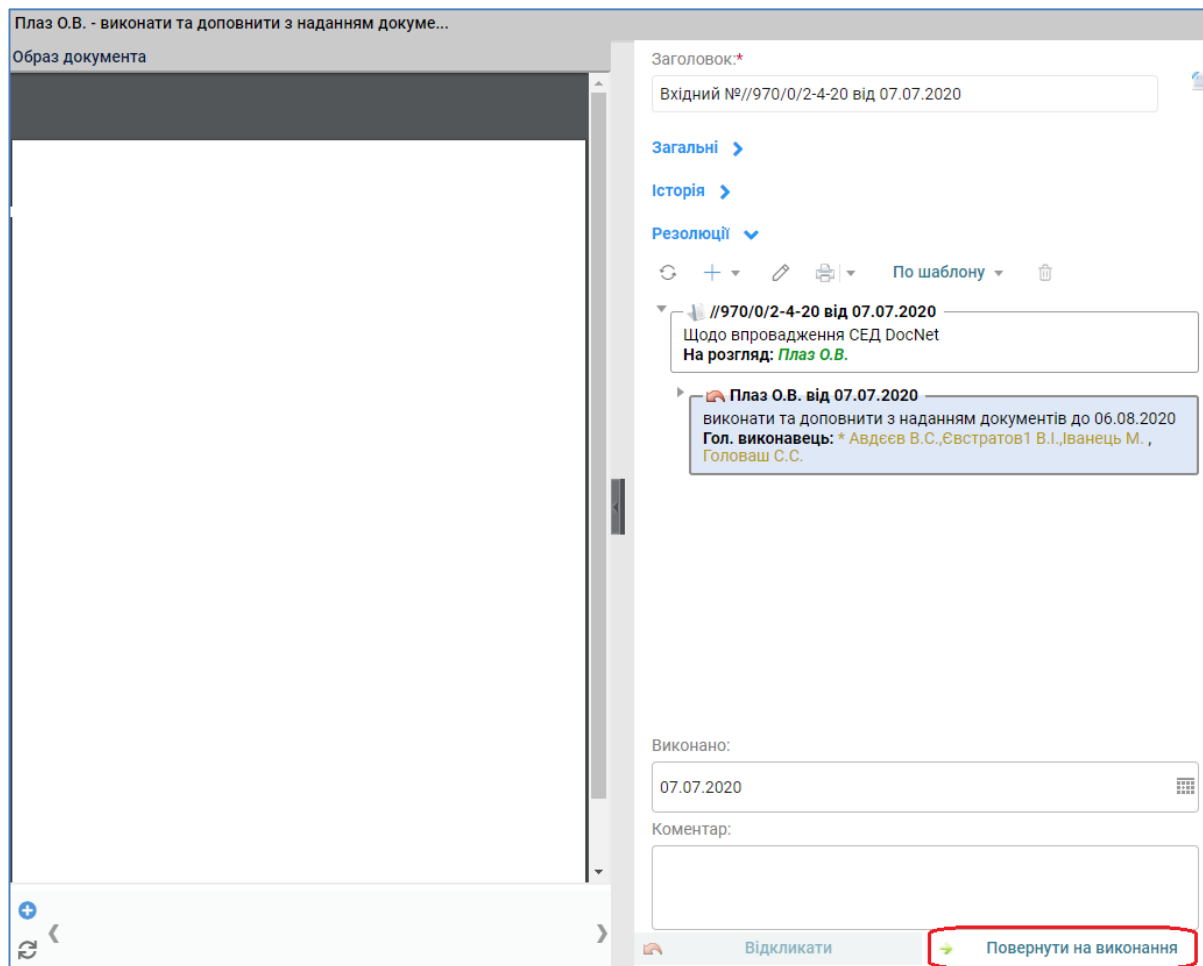 Плаз О.В. - виконати та доповнити з наданням докуме...
Образ документа
Заголовок:*
Вхідний №//970/0/2-4-20 від 07.07.2020
Загальні
Історія
Резолюції
По шаблону
//970/0/2-4-20 від 07.07.2020
Щодо впровадження СЕД DocNet
На розгляд: Плаз О.В.
Плаз О.В. від 07.07.2020
виконати та доповнити з наданням документів до 06.08.2020
Гол. виконавець: * Авдєєв В.С.,Євстратов1 В.І.,Іванець М. ,
Головаш С.С.
Виконано:
07.07.2020
Коментар:
Відкликати
Повернути на виконання